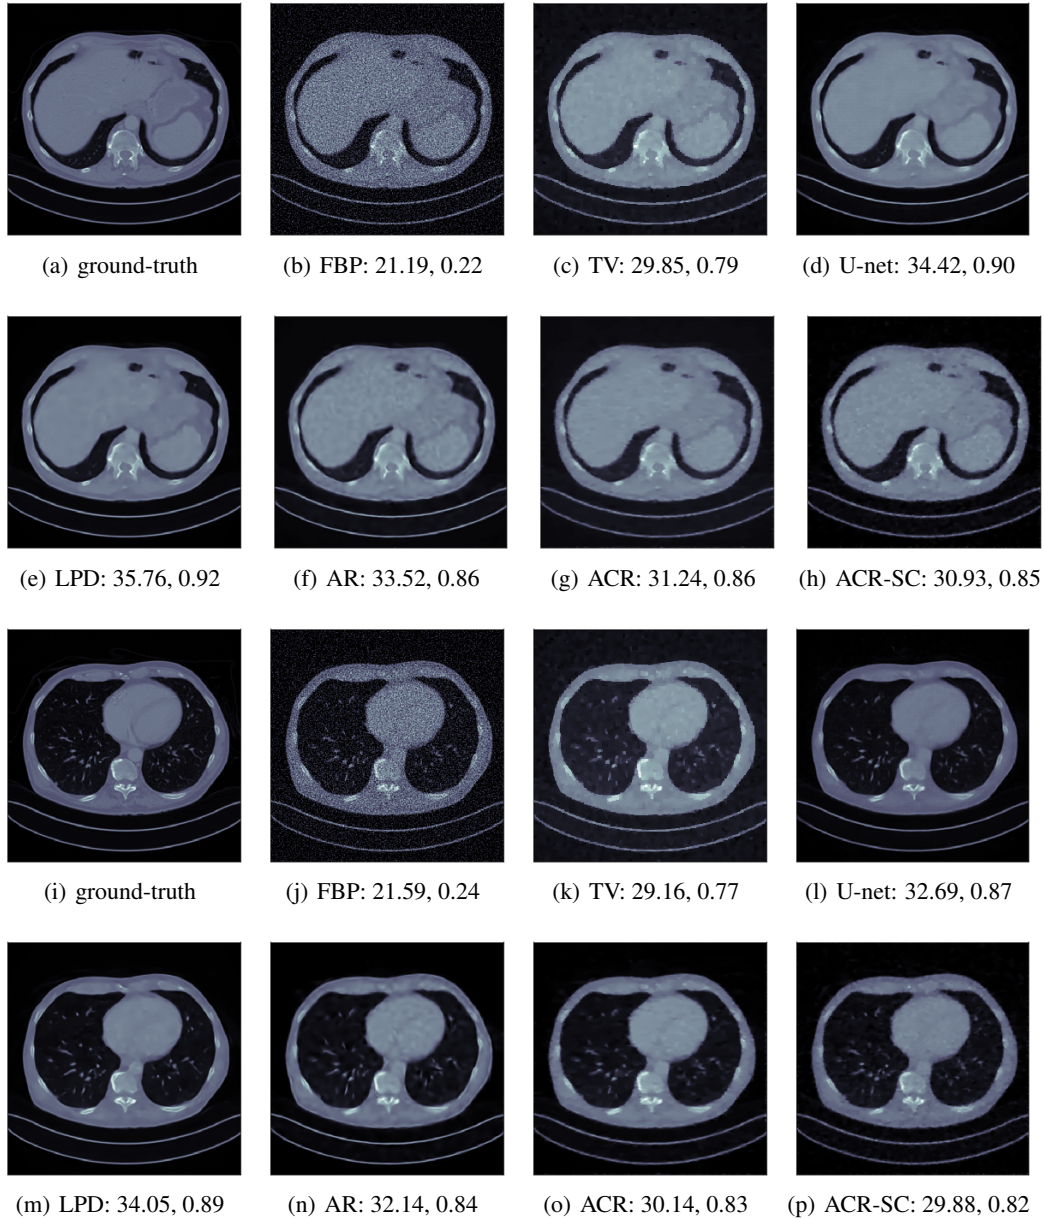 (a) ground-truth
(b) FBP: 21.19, 0.22
(c) TV: 29.85, 0.79
(d) U-net: 34.42, 0.90
(e) LPD: 35.76, 0.92
(f) AR: 33.52, 0.86
(g) ACR: 31.24, 0.86
(h) ACR-SC: 30.93, 0.85
(i) ground-truth
(j) FBP: 21.59, 0.24
(k) TV: 29.16, 0.77
(l) U-net: 32.69, 0.87
(m) LPD: 34.05, 0.89
(n) AR: 32.14, 0.84
(o) ACR: 30.14, 0.83
(p) ACR-SC: 29.88, 0.82